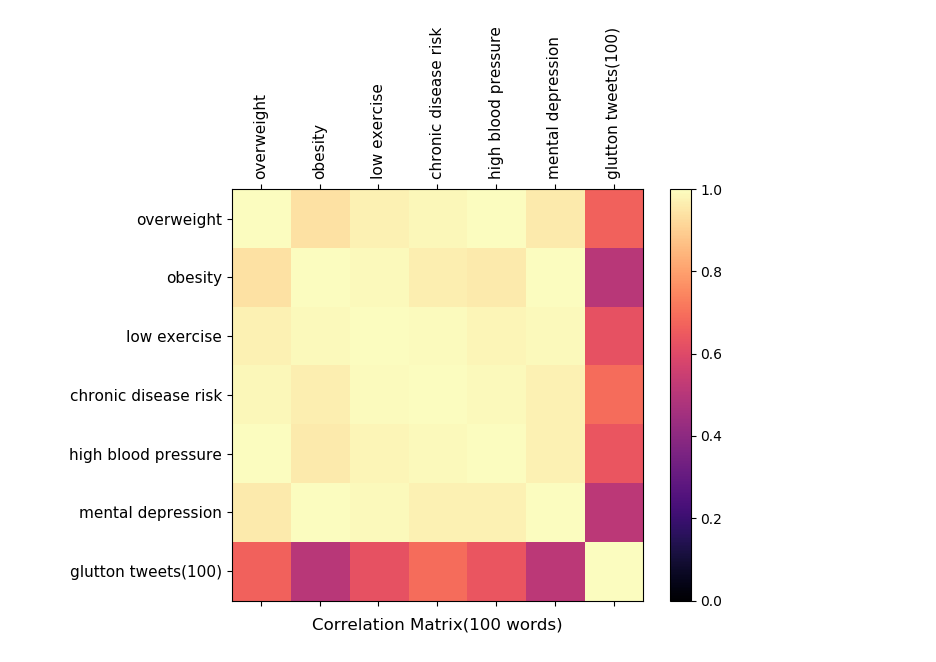 overweight
obesity
low exercise
chronic disease risk
high blood pressure
mental depression
glutton tweets(100)
overweight
obesity
low exercise
chronic disease risk
high blood pressure
mental depression
glutton tweets(100)
1.0
0.8
0.6
0.4
0.2
0.0
Correlation Matrix(100 words)